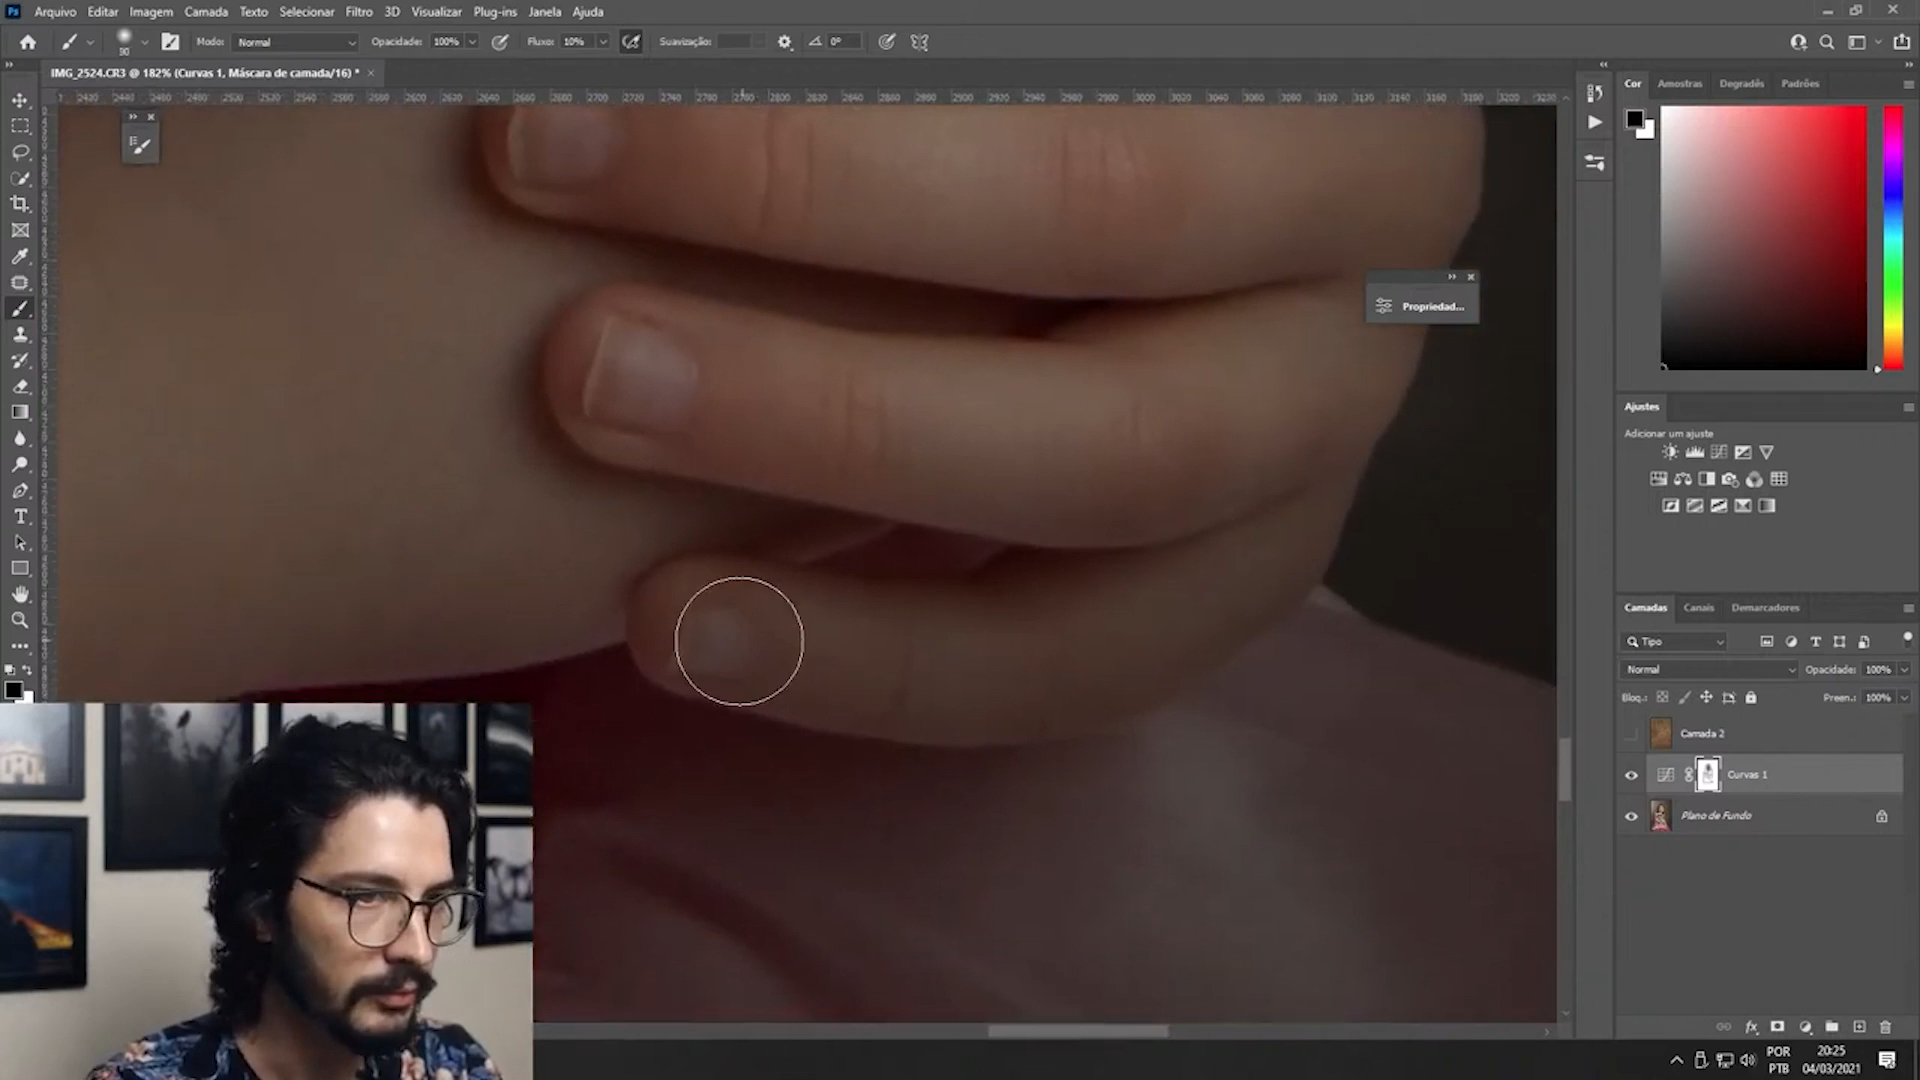 Ps Arquivo Editar Imagem Camada Texto Selecionar Filtro 3D Visualizar Plug-ins Janela Ajuda
90 Modo: Normal Opacidade: 100% Fluxo: 10% Suavização: 0°
IMG_2524.CR3 @ 182% (Curvas 1, Máscara de camada/16) * ×
Cor Amostras Degradês Padrões
Propriedad...
Ajustes
Adicionar um ajuste
Camadas Canais Demarcadores
Tipo
Normal Opacidade: 100%
Bloq.: Preen.: 100%
Camada 2
Curvas 1
Plano de Fundo
POR 20:25
PTB 04/03/2021